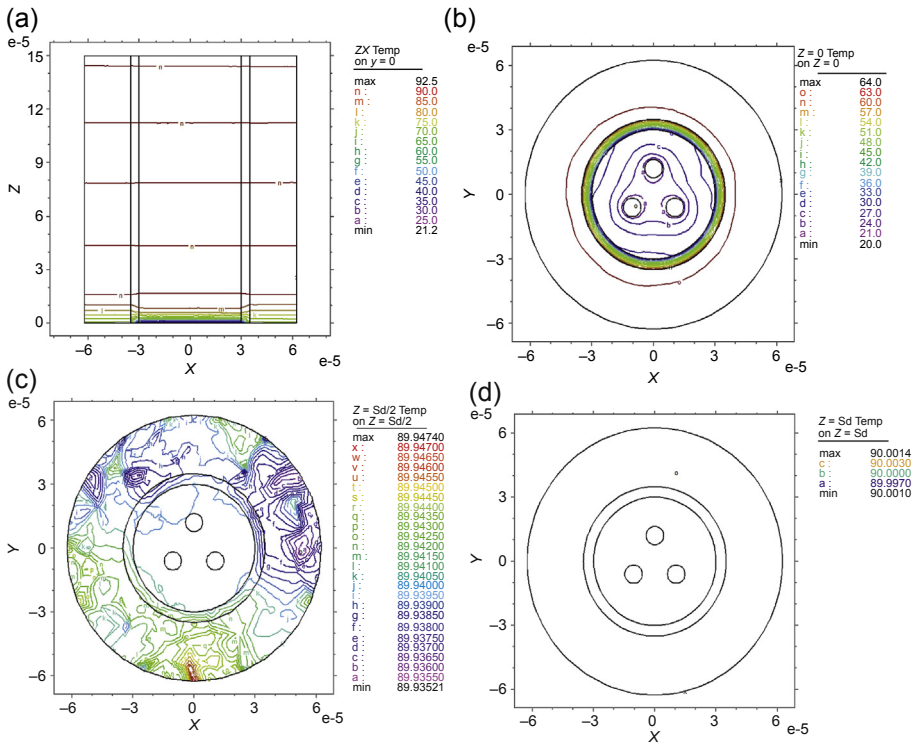 (a)
e-5
15
12
9
6
3
0
Z
−6 −3 0 3 6
e-5
X
ZX Temp
on y = 0
max 92.5
n : 90.0
m : 85.0
l : 80.0
k : 75.0
j : 70.0
i : 65.0
h : 60.0
g : 55.0
f : 50.0
e : 45.0
d : 40.0
c : 35.0
b : 30.0
a : 25.0
min 21.2
(b)
e-5
6
3
0
−3
−6
Y
−6 −3 0 3 6
e-5
X
Z = 0 Temp
on Z = 0
max 64.0
o : 63.0
n : 60.0
m : 57.0
l : 54.0
k : 51.0
j : 48.0
i : 45.0
h : 42.0
g : 39.0
f : 36.0
e : 33.0
d : 30.0
c : 27.0
b : 24.0
a : 21.0
min 20.0
(c)
e-5
6
3
0
−3
−6
Y
−6 −3 0 3 6
e-5
X
Z = Sd/2 Temp
on Z = Sd/2
max 89.94740
x : 89.94700
w : 89.94650
v : 89.94600
u : 89.94550
t : 89.94500
s : 89.94450
r : 89.94400
q : 89.94350
p : 89.94300
o : 89.94250
n : 89.94200
m : 89.94150
l : 89.94100
k : 89.94050
j : 89.94000
i : 89.93950
h : 89.93900
g : 89.93850
f : 89.93800
e : 89.93750
d : 89.93700
c : 89.93650
b : 89.93600
a : 89.93550
min 89.93521
(d)
e-5
6
3
0
−3
−6
Y
−6 −3 0 3 6
e-5
X
Z = Sd Temp
on Z = Sd
max 90.0014
c : 90.0030
b : 90.0000
a : 89.9970
min 90.0010